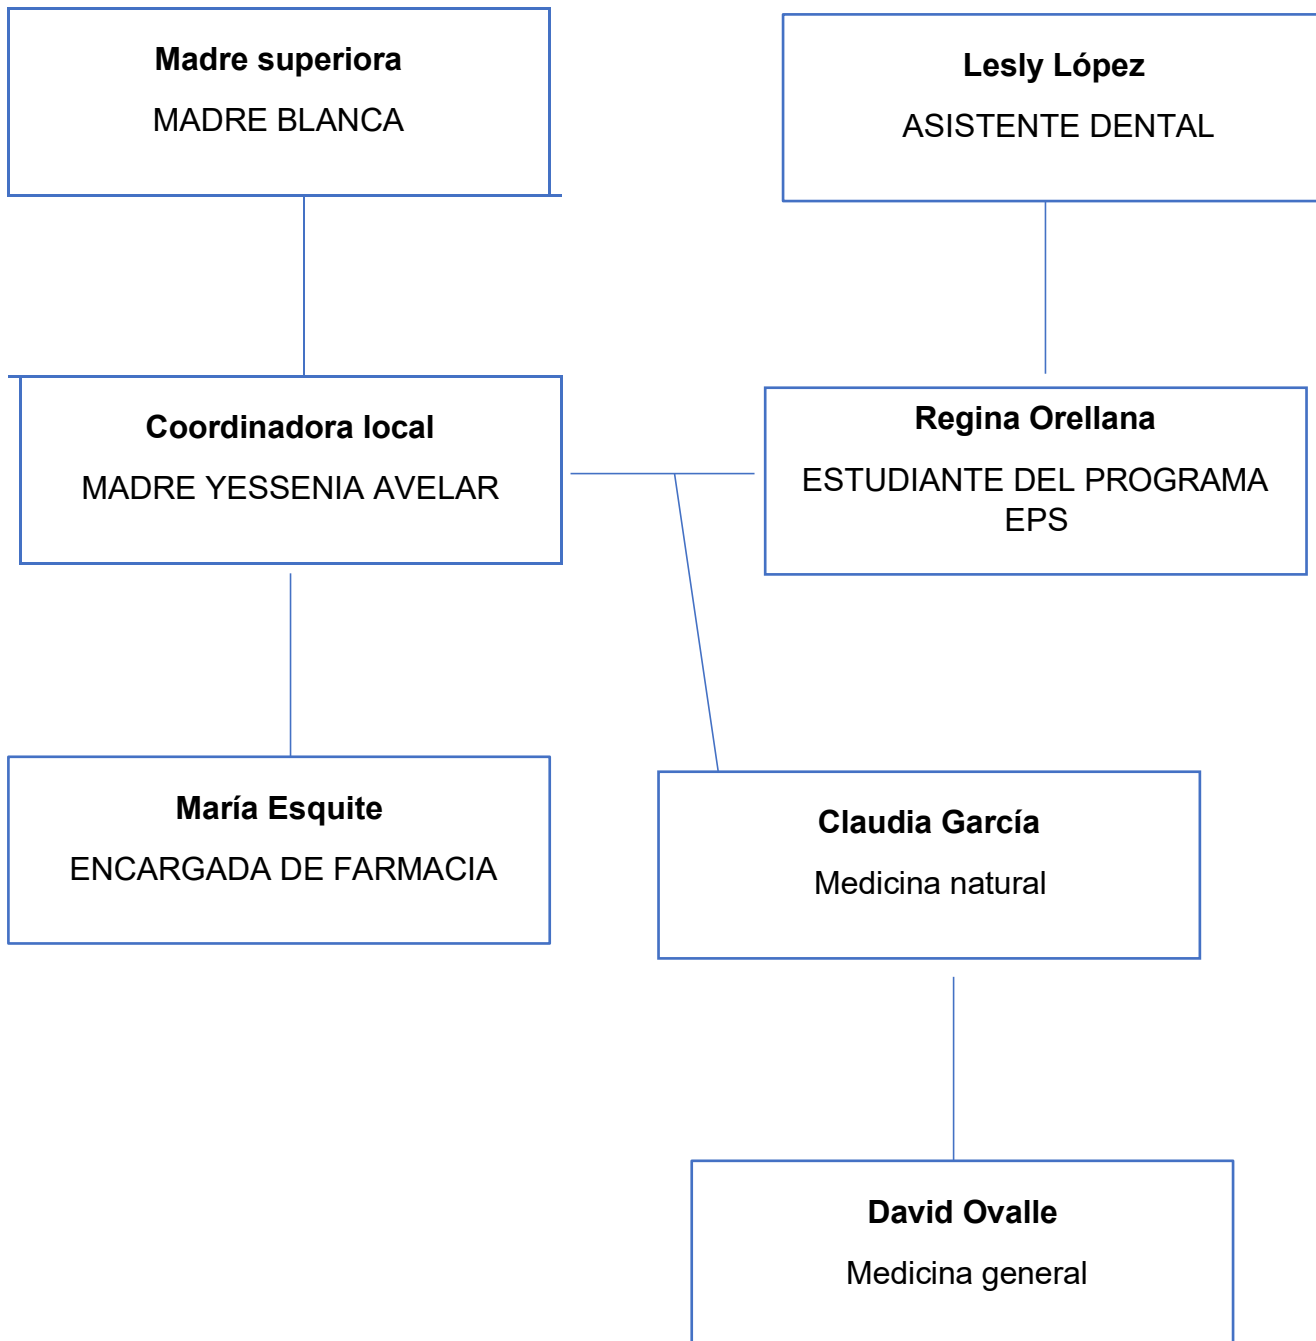 Madre superiora
MADRE BLANCA
Lesly López
ASISTENTE DENTAL
Coordinadora local
MADRE YESSENIA AVELAR
Regina Orellana
ESTUDIANTE DEL PROGRAMA
EPS
María Esquite
ENCARGADA DE FARMACIA
Claudia García
Medicina natural
David Ovalle
Medicina general